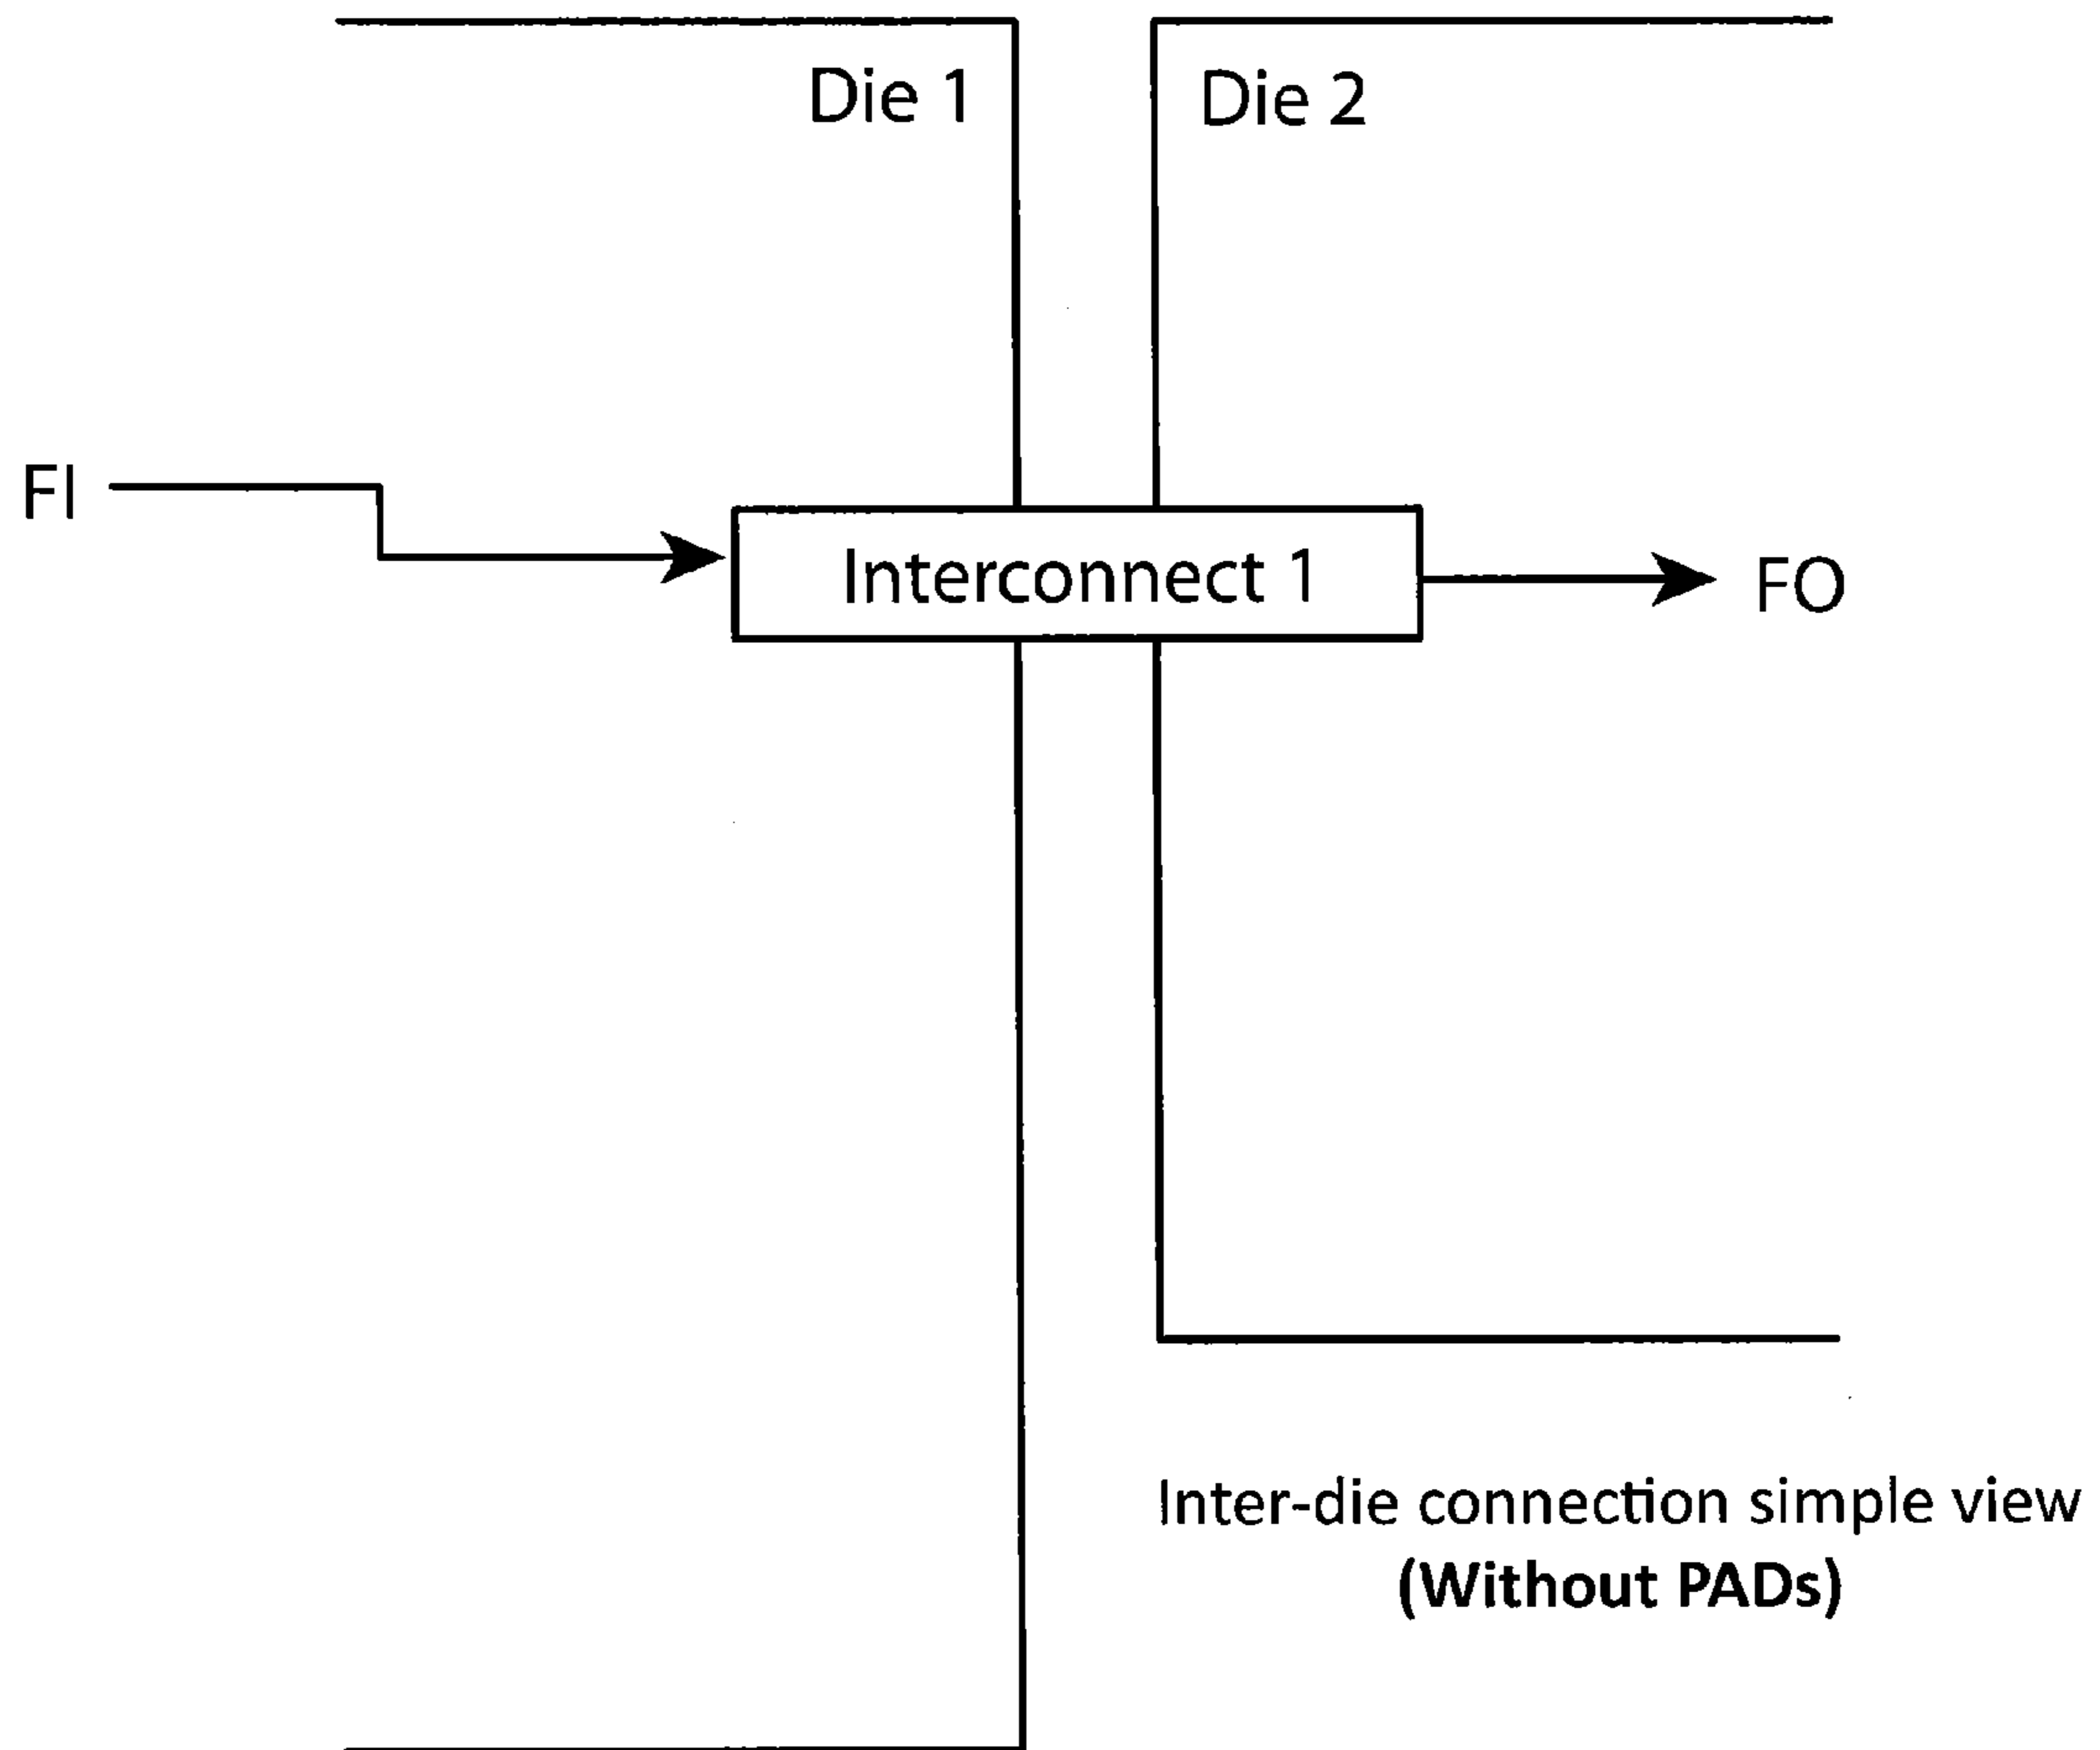 Die 1
Die 2
FI
Interconnect 1
FO
Inter-die connection simple view
(Without PADs)